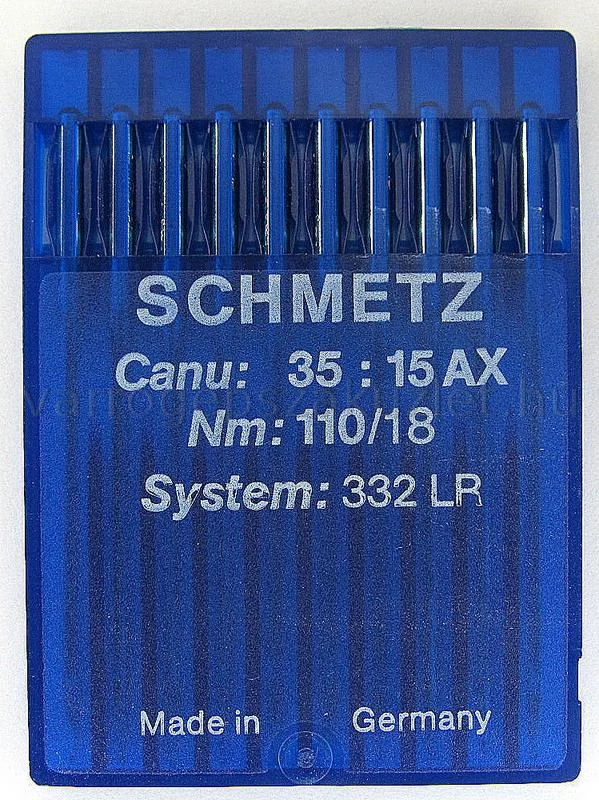 SCHMETZ
Canu: 35 : 15 AX
Nm: 110/18
System: 332 LR
Made in Germany